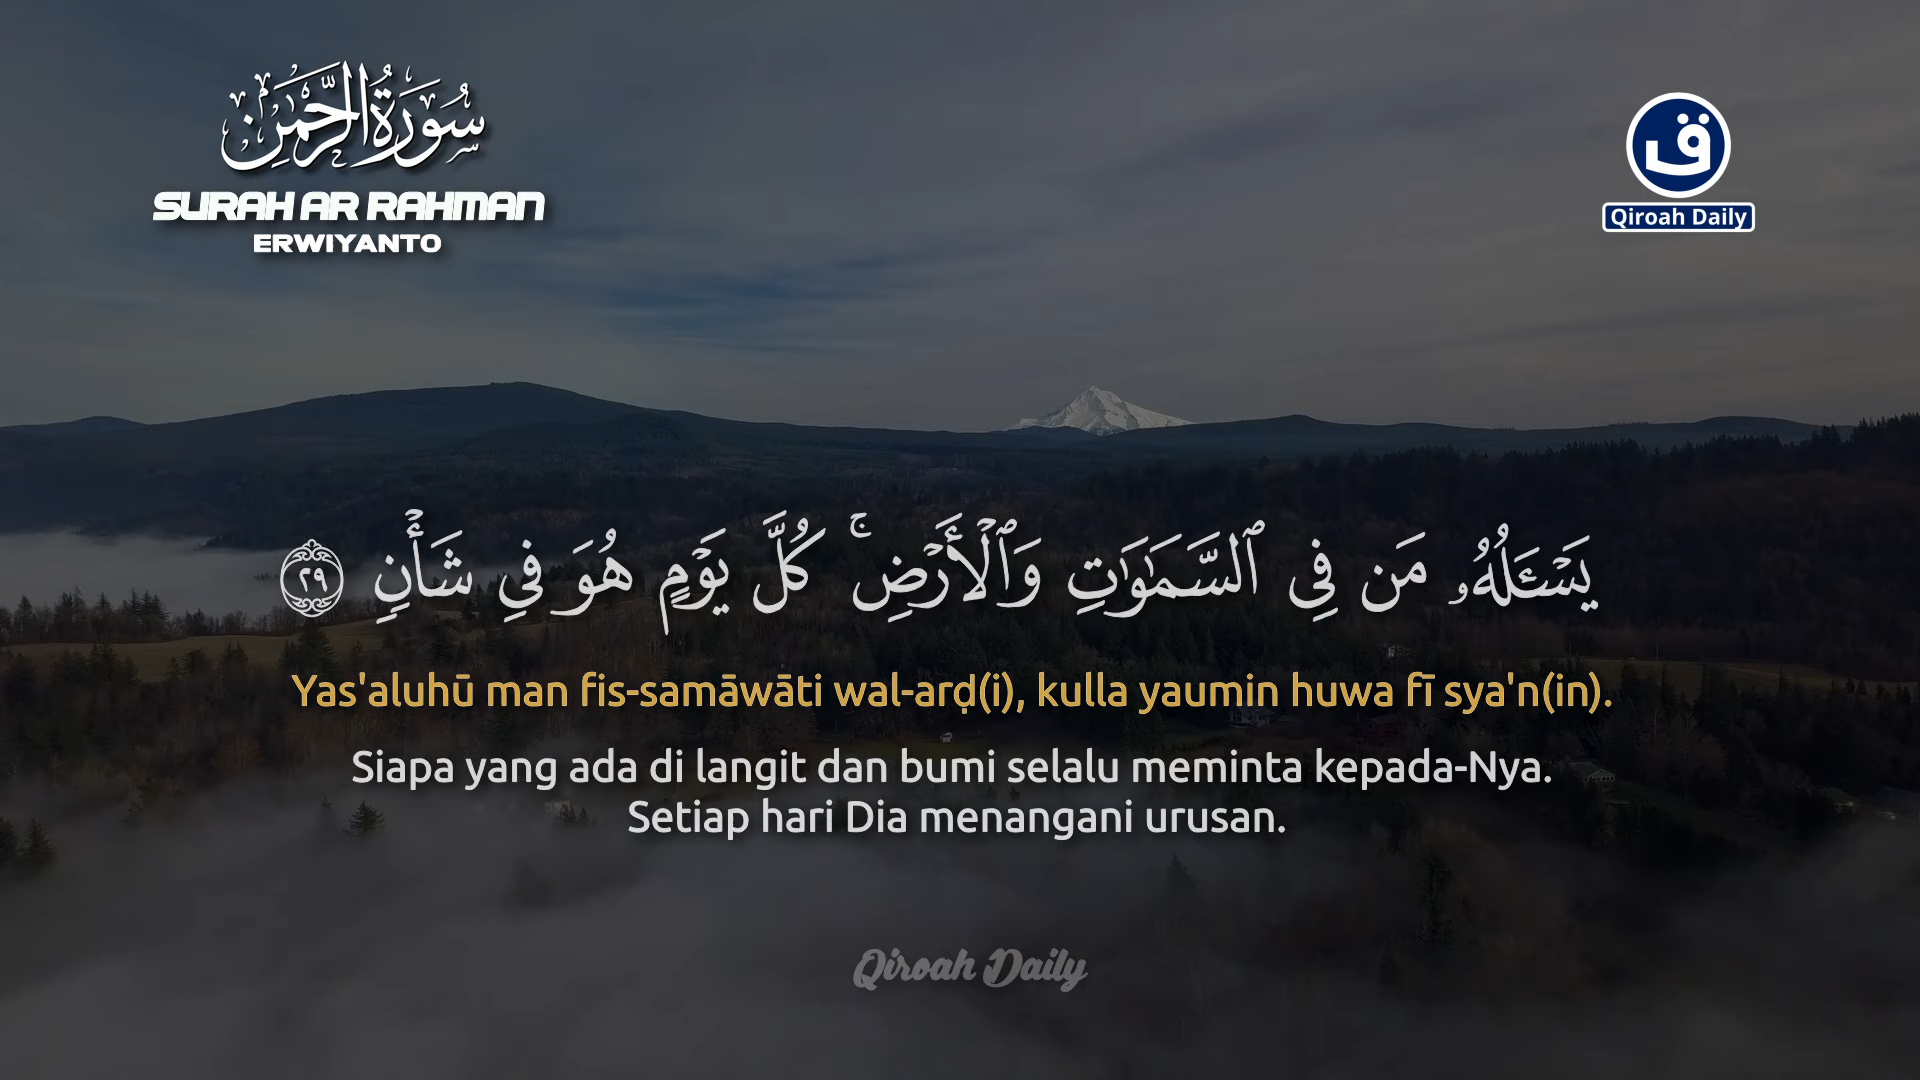 سُورَةُ الرَّحْمَٰنِ
SURAH AR RAHMAN
ERWIYANTO
ق
Qiroah Daily
يَسْـَٔلُهُۥ مَن فِى ٱلسَّمَـٰوَٰتِ وَٱلْأَرْضِ ۚ كُلَّ يَوْمٍ هُوَ فِى شَأْنٍ ٢٩
Yas'aluhū man fis-samāwāti wal-arḍ(i), kulla yaumin huwa fī sya'n(in).
Siapa yang ada di langit dan bumi selalu meminta kepada-Nya.
Setiap hari Dia menangani urusan.
Qiroah Daily